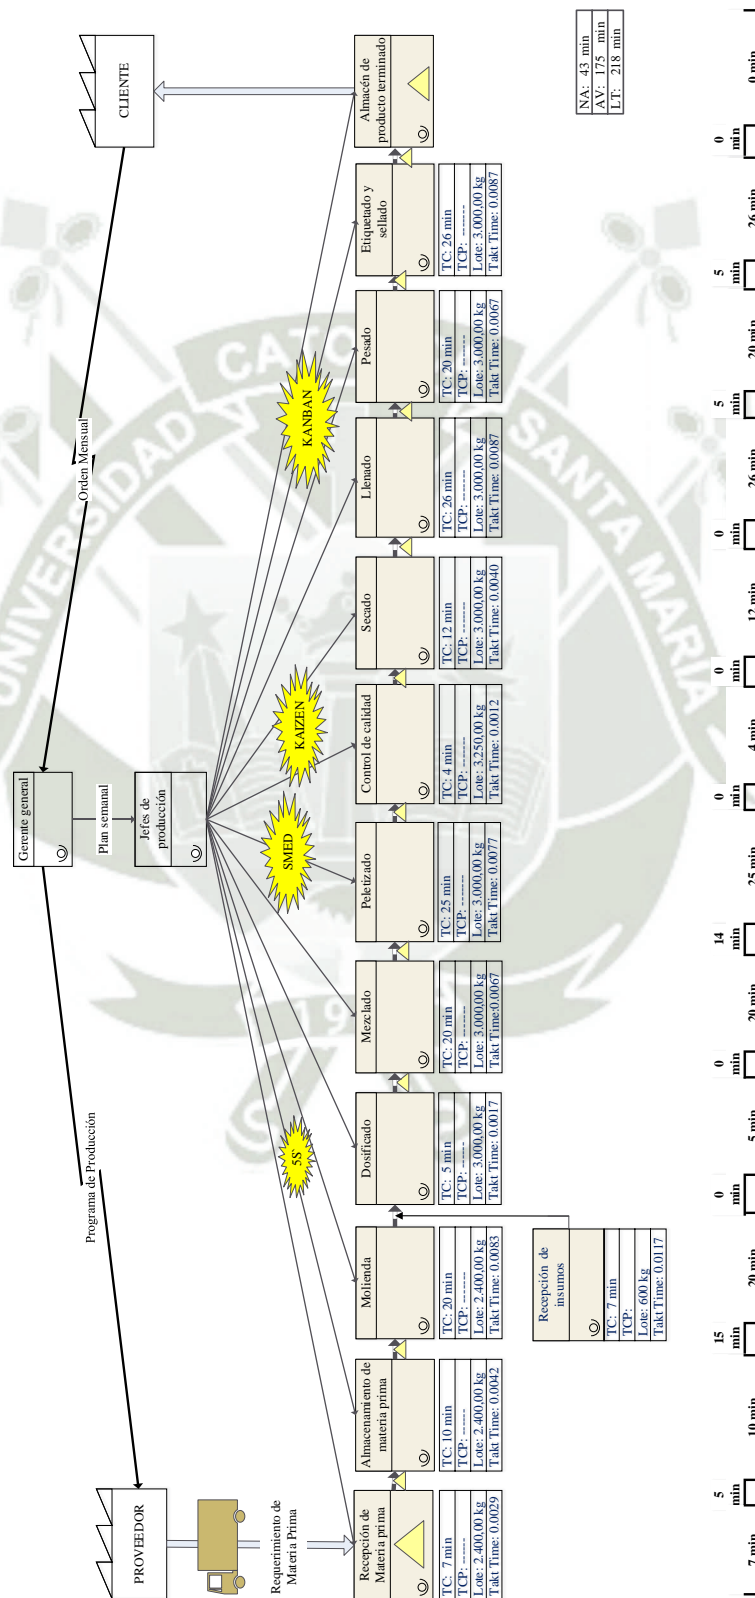 PROVEEDOR
Requerimiento de
Materia Prima
Programa de Producción
Gerente general
Plan semanal
Jefes de
producción
Orden Mensual
CLIENTE
5S'
SMED
KAIZEN
KANBAN
Recepción de
Materia prima
TC: 7 min
Lote: 2.400,00 kg
Takt Time: 0.0029
Almacenamiento de
materia prima
TC: 10 min
TCP: ------
Lote: 2.400,00 kg
Takt Time: 0.0042
Molienda
TC: 20 min
TCP: -------
Lote: 2.400,00 kg
Takt Time: 0.0083
Recepción de
insumos
TC: 7 min
TCP:
Lote: 600 kg
Takt Time: 0.0117
Dosificado
TC: 5 min
TCP: ------
Lote: 3.000,00 kg
Takt Time: 0.0017
Mezclado
TC: 20 min
TCP: -------
Lote: 3.000,00 kg
Takt Time:0.0067
Peletizado
TC: 25 min
TCP: -------
Lote: 3.000,00 kg
Takt Time: 0.0077
Control de calidad
TC: 4 min
TCP: -------
Lote: 3.250,00 kg
Takt Time: 0.0012
Secado
TC: 12 min
TCP: -------
Lote: 3.000,00 kg
Takt Time: 0.0040
Llenado
TC: 26 min
TCP: -------
Lote: 3.000,00 kg
Takt Time: 0.0087
Pesado
TC: 20 min
TCP: -------
Lote: 3.000,00 kg
Takt Time: 0.0067
Etiquetado y
sellado
TC: 26 min
TCP: -------
Lote: 3.000,00 kg
Takt Time: 0.0087
Almacén de
producto terminado
NA: 43 min
AV: 175 min
LT: 218 min
7 min
5 min
10 min
15 min
20 min
0 min
5 min
0 min
20 min
14 min
25 min
0 min
4 min
0 min
12 min
0 min
26 min
5 min
20 min
5 min
26 min
0 min
0 min
UNIVERSIDAD
CATO
SANTA MARIA
19